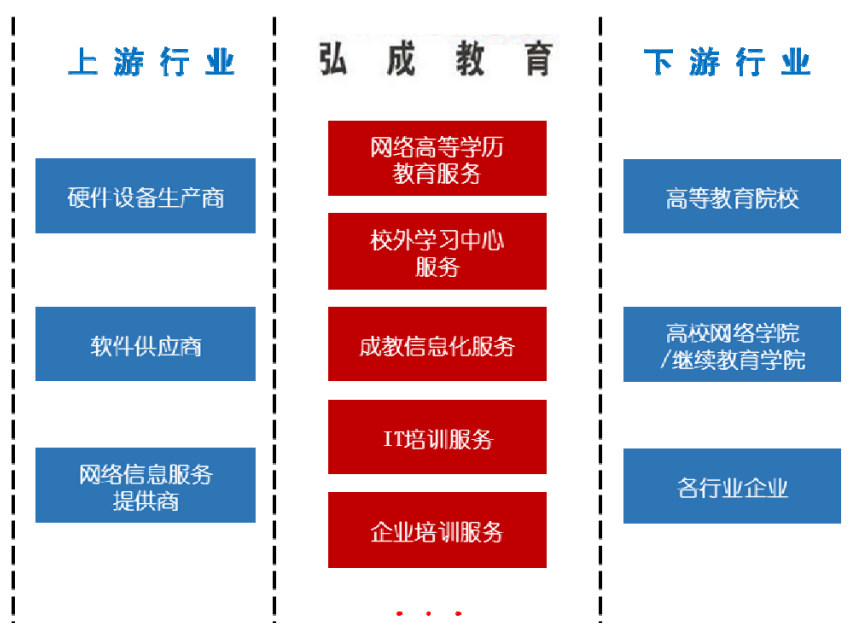 上游行业
硬件设备生产商
软件供应商
网络信息服务
提供商
弘成教育
网络高等学历
教育服务
校外学习中心
服务
成教信息化服务
IT培训服务
企业培训服务
...
下游行业
高等教育院校
高校网络学院
/继续教育学院
各行业企业